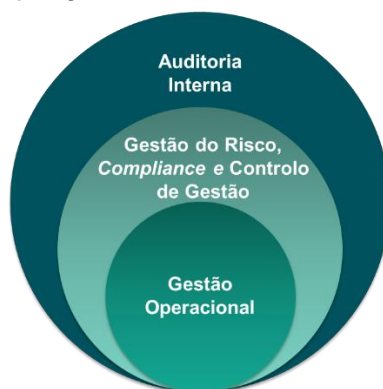 Auditoria
Interna
Gestão do Risco,
Compliance e Controlo
de Gestão
Gestão
Operacional